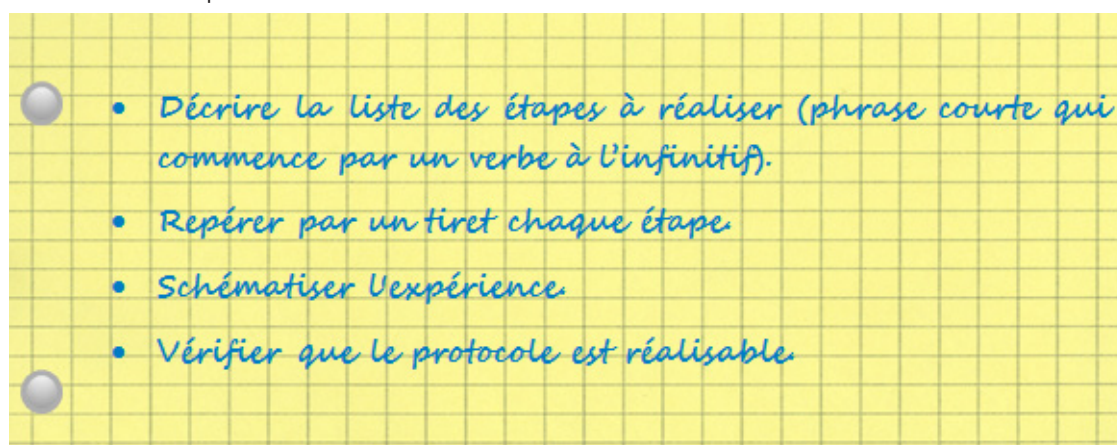 • Décrire la liste des étapes à réaliser (phrase courte qui
commence par un verbe à l'infinitif).
• Repérer par un tiret chaque étape.
• Schématiser l'expérience.
• Vérifier que le protocole est réalisable.